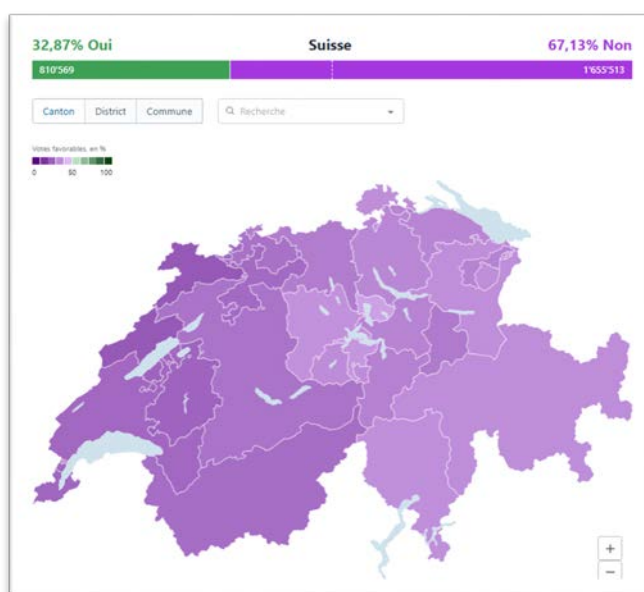 32,87% Oui
Suisse
67,13% Non
810'569
1'655'513
Canton
District
Commune
Recherche
Votes favorables, en %
0
50
100
+
−